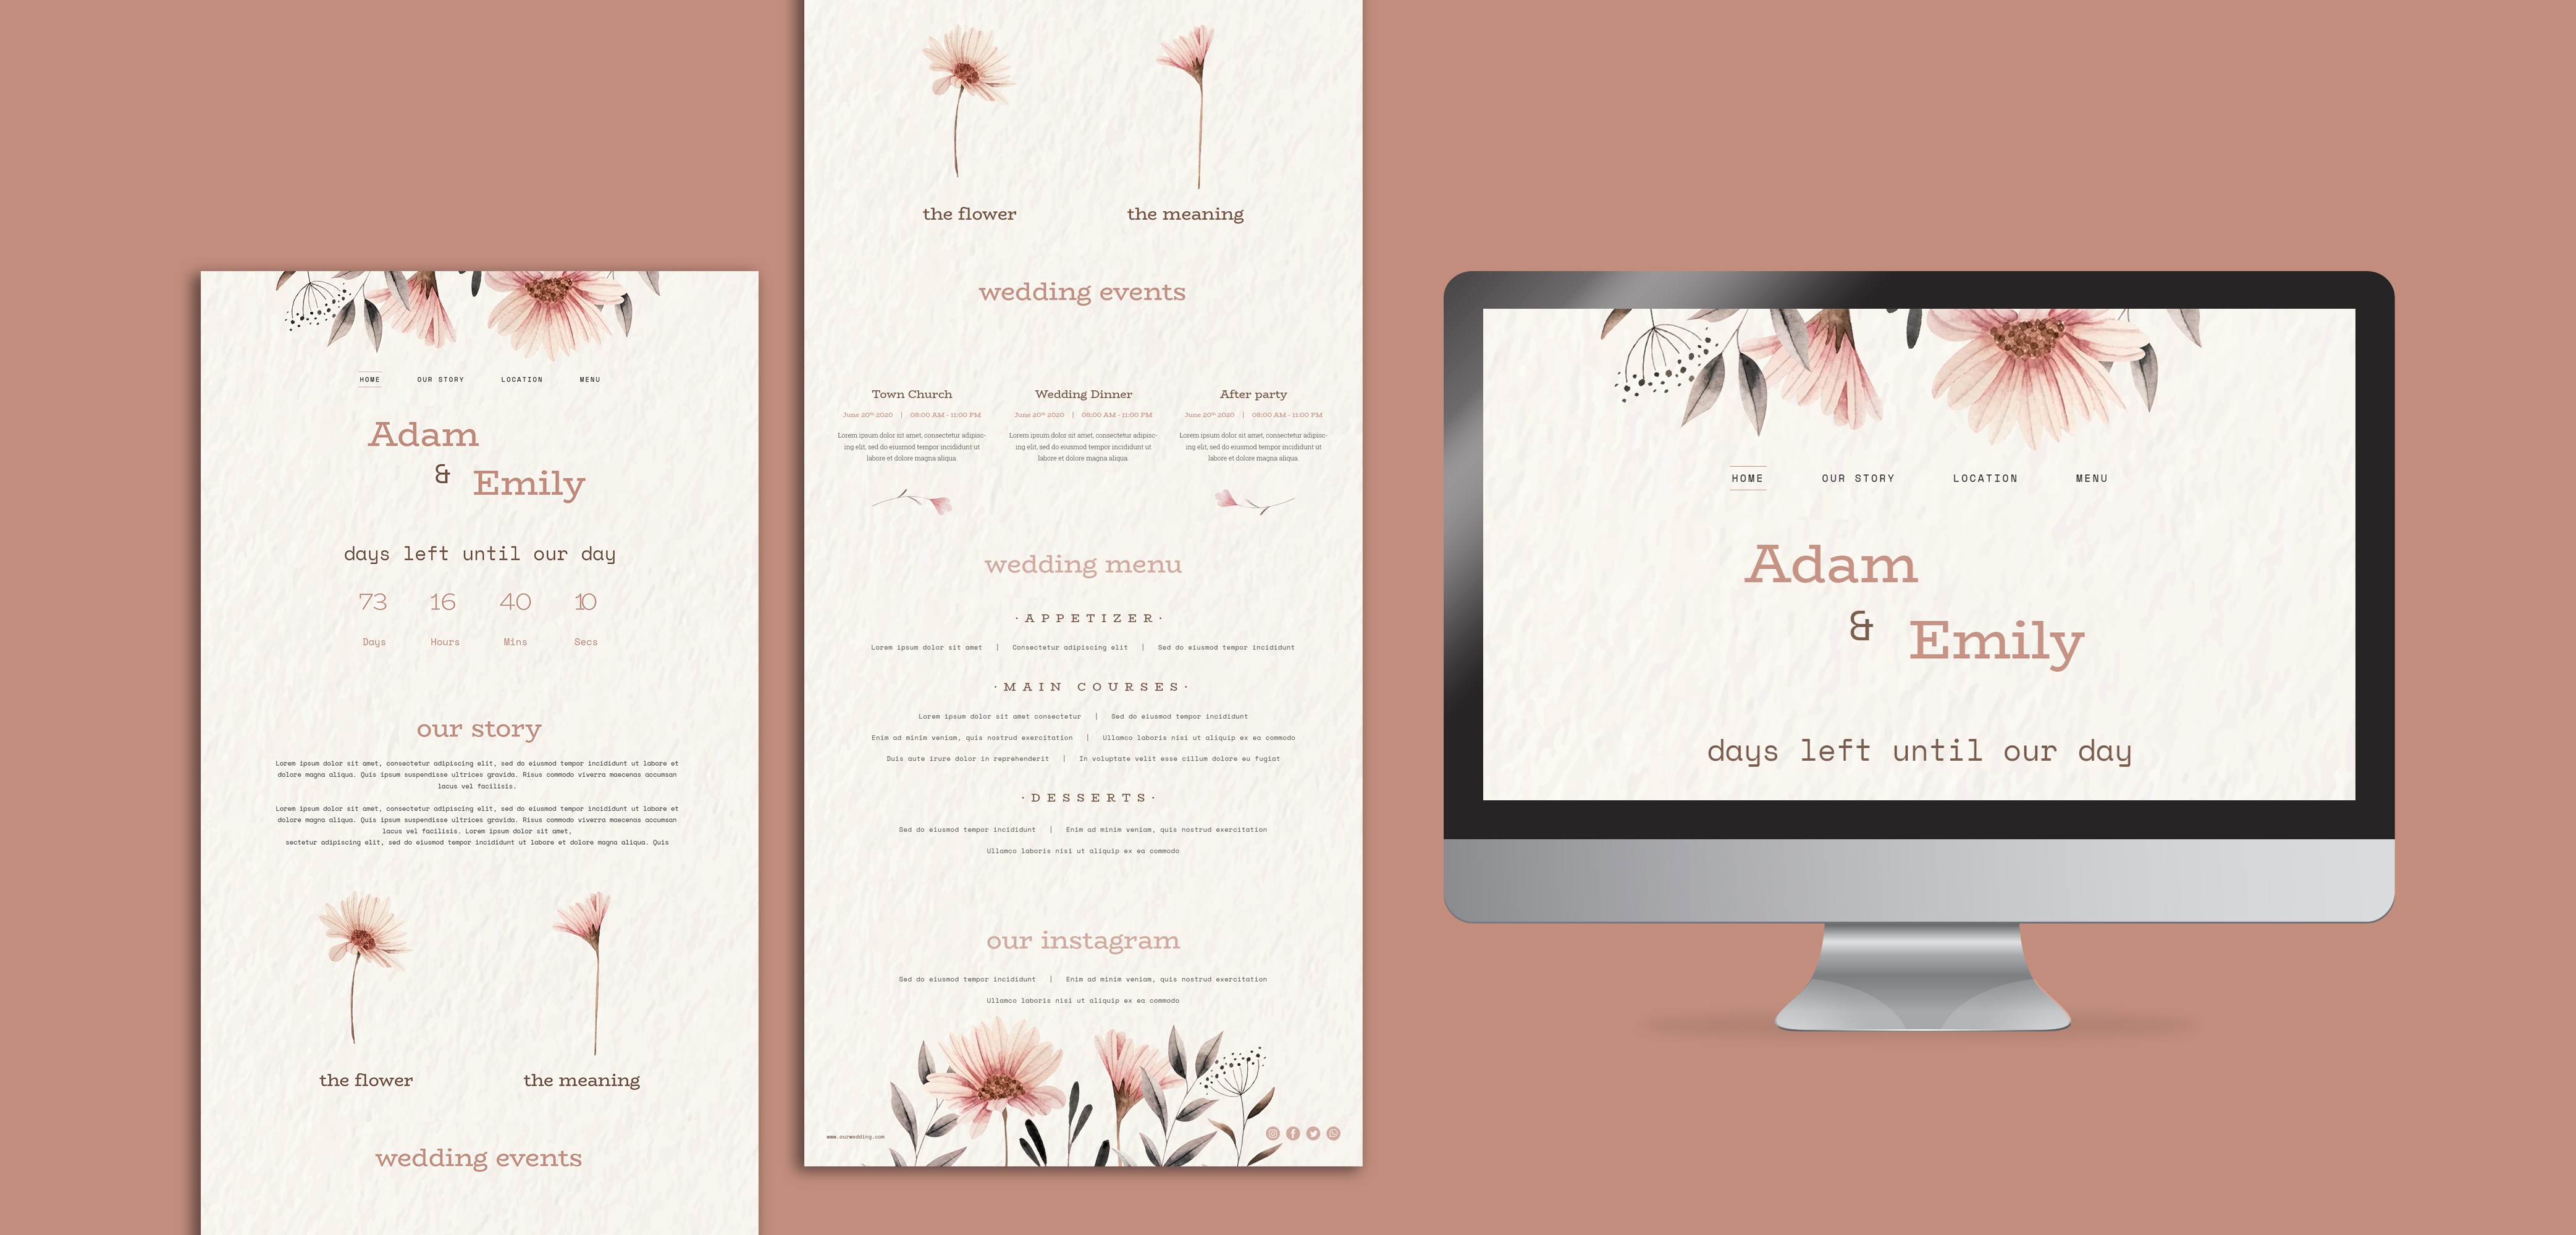 HOME OUR STORY LOCATION MENU
Adam
& Emily
days left until our day
73 16 40 10
Days Hours Mins Secs
our story
Lorem ipsum dolor sit amet, consectetur adipiscing elit, sed do eiusmod tempor incididunt ut labore et
dolore magna aliqua. Quis ipsum suspendisse ultrices gravida. Risus commodo viverra maecenas accumsan
lacus vel facilisis.
Lorem ipsum dolor sit amet, consectetur adipiscing elit, sed do eiusmod tempor incididunt ut labore et
dolore magna aliqua. Quis ipsum suspendisse ultrices gravida. Risus commodo viverra maecenas accumsan
lacus vel facilisis. Lorem ipsum dolor sit amet,
sectetur adipiscing elit, sed do eiusmod tempor incididunt ut labore et dolore magna aliqua. Quis
the flower the meaning
wedding events
the flower the meaning
wedding events
Town Church
June 20th 2020 | 08:00 AM - 11:00 PM
Lorem ipsum dolor sit amet, consectetur adipisc-
ing elit, sed do eiusmod tempor incididunt ut
labore et dolore magna aliqua.
Wedding Dinner
June 20th 2020 | 08:00 AM - 11:00 PM
Lorem ipsum dolor sit amet, consectetur adipisc-
ing elit, sed do eiusmod tempor incididunt ut
labore et dolore magna aliqua.
After party
June 20th 2020 | 08:00 AM - 11:00 PM
Lorem ipsum dolor sit amet, consectetur adipisc-
ing elit, sed do eiusmod tempor incididunt ut
labore et dolore magna aliqua.
wedding menu
· APPETIZER ·
Lorem ipsum dolor sit amet | Consectetur adipiscing elit | Sed do eiusmod tempor incididunt
· MAIN COURSES ·
Lorem ipsum dolor sit amet consectetur | Sed do eiusmod tempor incididunt
Enim ad minim veniam, quis nostrud exercitation | Ullamco laboris nisi ut aliquip ex ea commodo
Duis aute irure dolor in reprehenderit | In voluptate velit esse cillum dolore eu fugiat
· DESSERTS ·
Sed do eiusmod tempor incididunt | Enim ad minim veniam, quis nostrud exercitation
Ullamco laboris nisi ut aliquip ex ea commodo
our instagram
Sed do eiusmod tempor incididunt | Enim ad minim veniam, quis nostrud exercitation
Ullamco laboris nisi ut aliquip ex ea commodo
www.ourwedding.com
HOME OUR STORY LOCATION MENU
Adam
& Emily
days left until our day